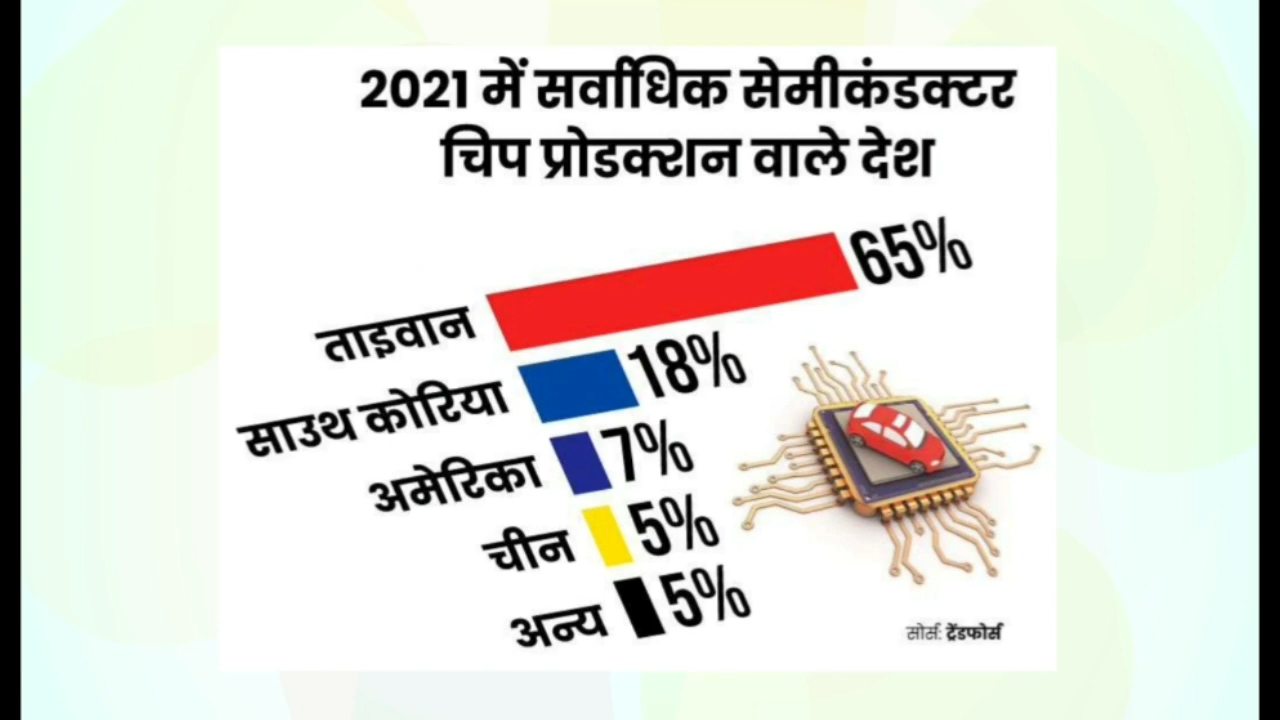 2021 में सर्वाधिक सेमीकंडक्टर
चिप प्रोडक्शन वाले देश
ताइवान 65%
साउथ कोरिया 18%
अमेरिका 7%
चीन 5%
अन्य 5%
सोर्स: ट्रेंडफोर्स